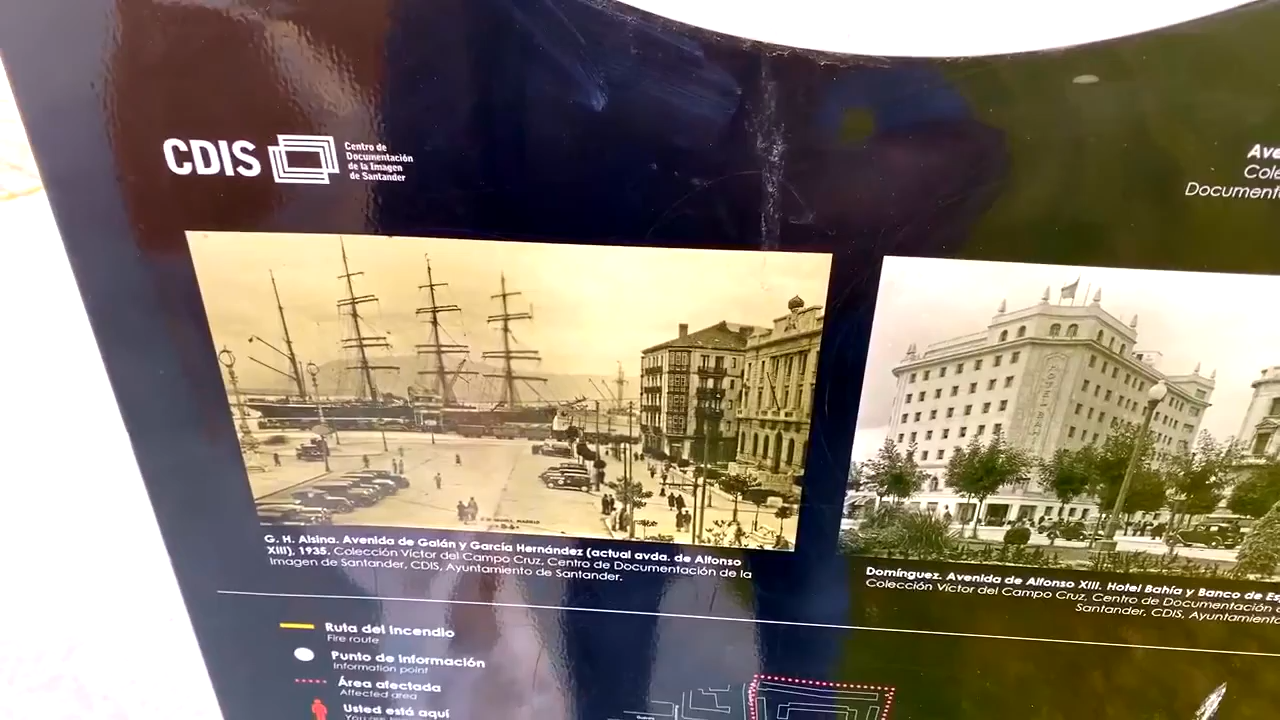 CDIS
Centro de
Documentación
de la Imagen
de Santander
Ave
Cole
Documenta
G. H. Alsina. Avenida de Galán y García Hernández (actual avda. de Alfonso
XIII), 1935. Colección Víctor del Campo Cruz, Centro de Documentación de la
Imagen de Santander, CDIS, Ayuntamiento de Santander.
Domínguez. Avenida de Alfonso XIII. Hotel Bahía y Banco de Es
Colección Víctor del Campo Cruz, Centro de Documentación
Santander, CDIS, Ayuntamiento
Ruta del incendio
Fire route
Punto de información
Information point
Área afectada
Affected area
Usted está aquí
You are